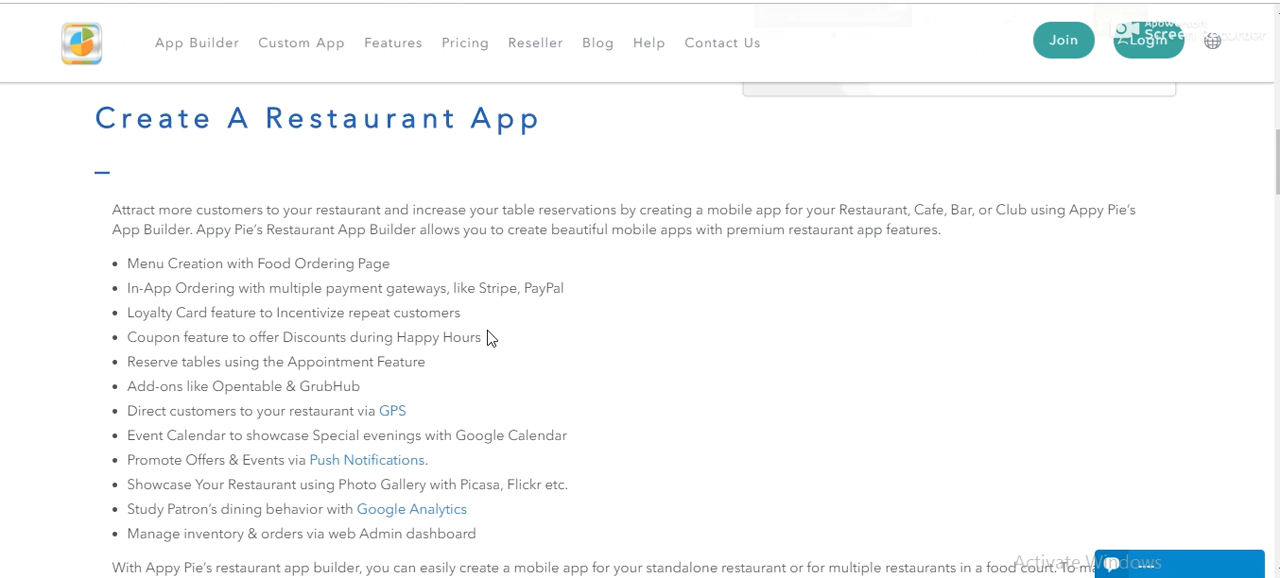 App Builder Custom App Features Pricing Reseller Blog Help Contact Us Join Login
Apowersoft
Screen Recorder
Create A Restaurant App
Attract more customers to your restaurant and increase your table reservations by creating a mobile app for your Restaurant, Cafe, Bar, or Club using Appy Pie's
App Builder. Appy Pie's Restaurant App Builder allows you to create beautiful mobile apps with premium restaurant app features.
• Menu Creation with Food Ordering Page
• In-App Ordering with multiple payment gateways, like Stripe, PayPal
• Loyalty Card feature to Incentivize repeat customers
• Coupon feature to offer Discounts during Happy Hours
• Reserve tables using the Appointment Feature
• Add-ons like Opentable & GrubHub
• Direct customers to your restaurant via GPS
• Event Calendar to showcase Special evenings with Google Calendar
• Promote Offers & Events via Push Notifications.
• Showcase Your Restaurant using Photo Gallery with Picasa, Flickr etc.
• Study Patron's dining behavior with Google Analytics
• Manage inventory & orders via web Admin dashboard
With Appy Pie's restaurant app builder, you can easily create a mobile app for your standalone restaurant or for multiple restaurants in a food court. To
Activate Windows